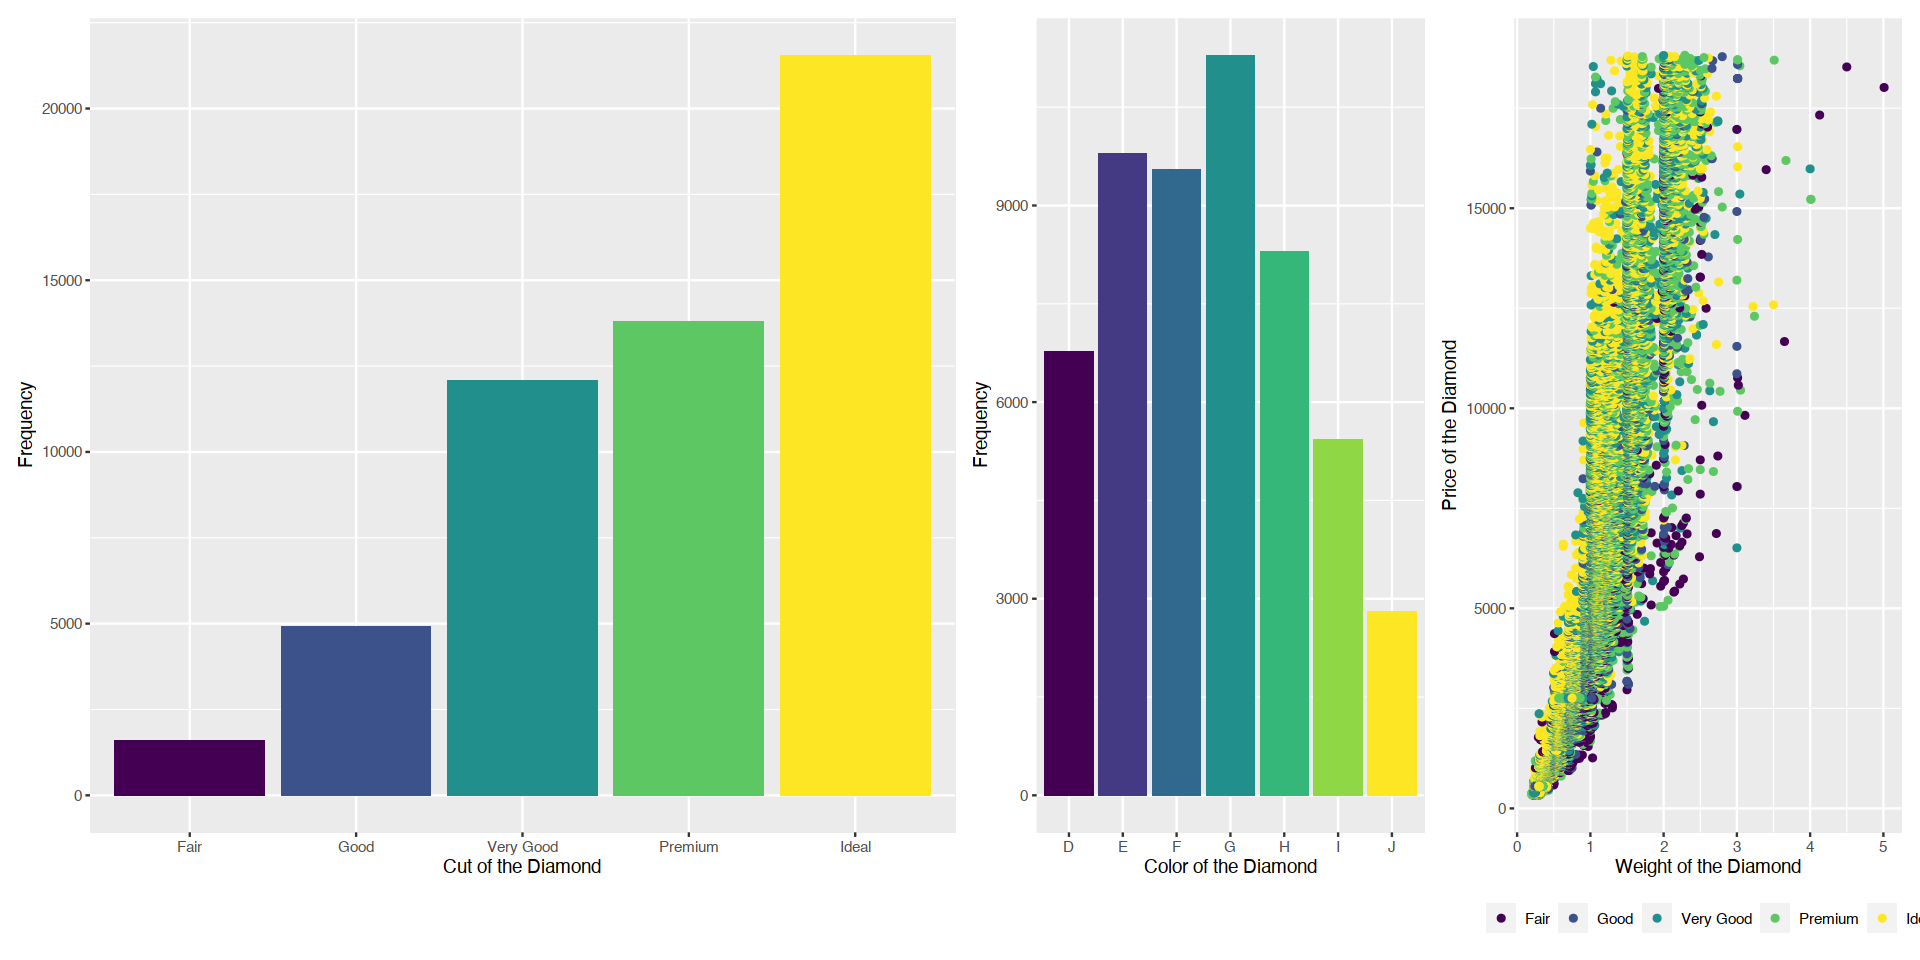 Frequency
20000
15000
10000
5000
0
Fair Good Very Good Premium Ideal
Cut of the Diamond
Frequency
9000
6000
3000
0
D E F G H I J
Color of the Diamond
Price of the Diamond
15000
10000
5000
0
0 1 2 3 4 5
Weight of the Diamond
Fair Good Very Good Premium